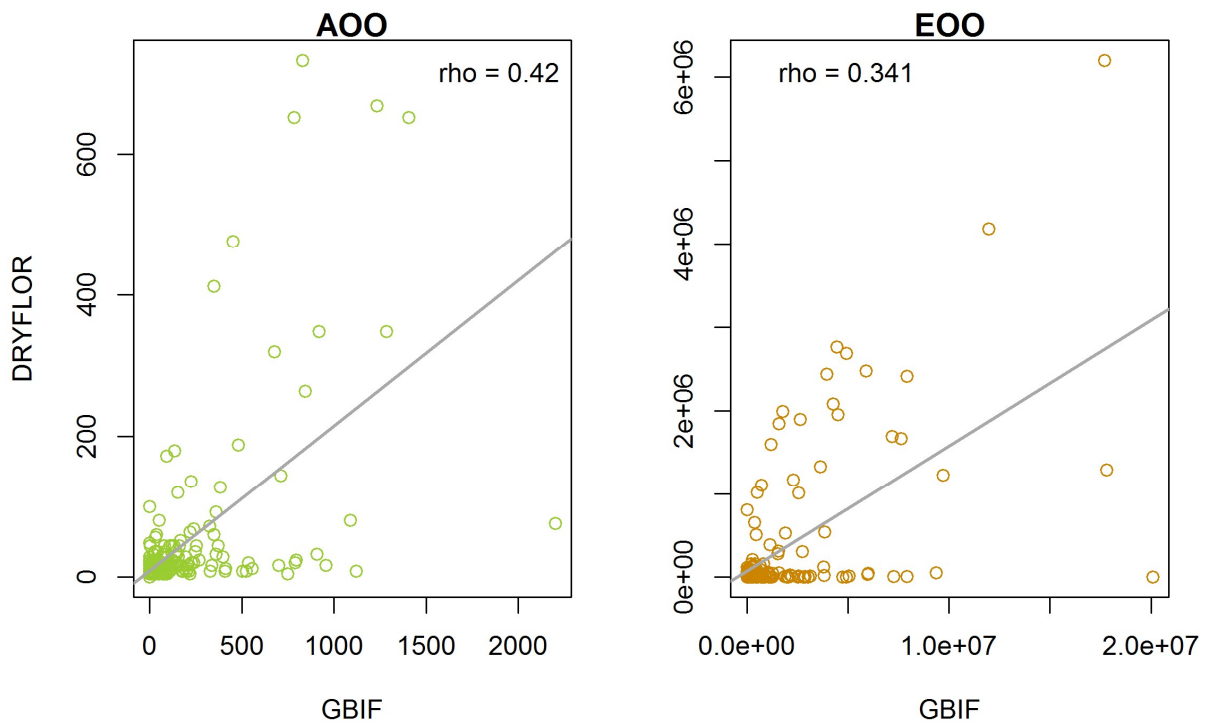 AOO
EOO
rho = 0.42
rho = 0.341
DRYFLOR
0
200
400
600
0e+00
2e+06
4e+06
6e+06
0 500 1000 1500 2000
0.0e+00 1.0e+07 2.0e+07
GBIF
GBIF